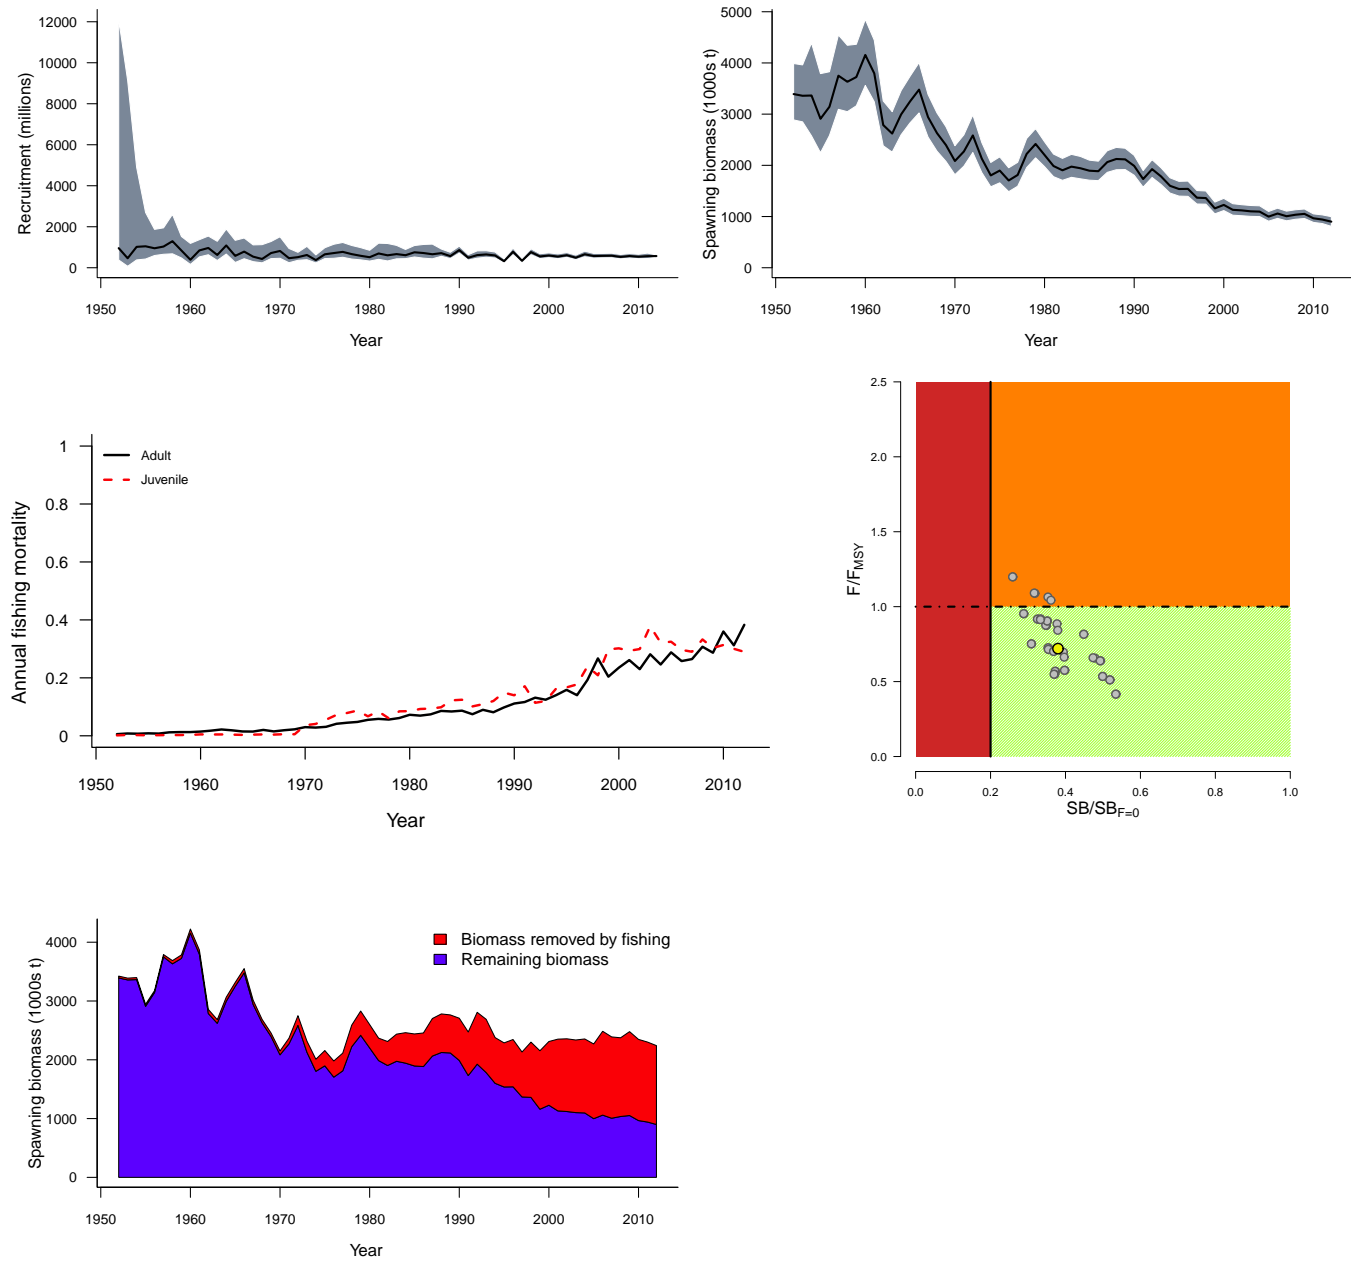 Recruitment (millions)
12000
10000
8000
6000
4000
2000
0
1950 1960 1970 1980 1990 2000 2010
Year
Spawning biomass (1000s t)
5000
4000
3000
2000
1000
0
1950 1960 1970 1980 1990 2000 2010
Year
Annual fishing mortality
1
0.8
0.6
0.4
0.2
0
Adult
Juvenile
1950 1960 1970 1980 1990 2000 2010
Year
F/FMSY
2.5
2.0
1.5
1.0
0.5
0.0
0.0 0.2 0.4 0.6 0.8 1.0
SB/SBF=0
Spawning biomass (1000s t)
4000
3000
2000
1000
0
Biomass removed by fishing
Remaining biomass
1950 1960 1970 1980 1990 2000 2010
Year